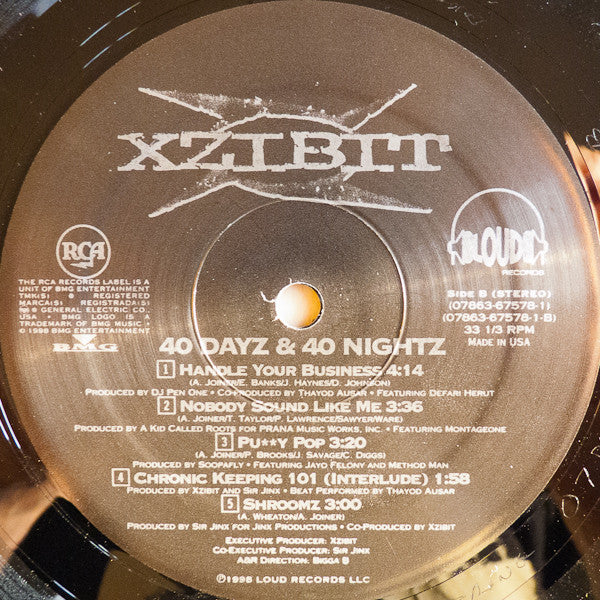 XZIBIT
RCA
LOUD
RECORDS
THE RCA RECORDS LABEL IS A
UNIT OF BMG ENTERTAINMENT
TMK(S) ® REGISTERED
MARCA(S) ® REGISTRADA(S)
® GENERAL ELECTRIC CO.,
USA • BMG LOGO IS A
TRADEMARK OF BMG MUSIC •
© 1998 BMG ENTERTAINMENT
BMG
SIDE B (STEREO)
(07863-67578-1)
(07863-67578-1-B)
33 1/3 RPM
MADE IN USA
40 DAYZ & 40 NIGHTZ
1 HANDLE YOUR BUSINESS 4:14
(A. JOINER/E. BANKS/J. HAYNES/D. JOHNSON)
PRODUCED BY DJ PEN ONE • CO-PRODUCED BY THAYOD AUSAR • FEATURING DEFARI HERUT
2 NOBODY SOUND LIKE ME 3:36
(A. JOINER/T. TAYLOR/P. LAWRENCE/SAWYER/WARE)
PRODUCED BY A KID CALLED ROOTS FOR PRANA MUSIC WORKS, INC. • FEATURING MONTAGEONE
3 PU**Y POP 3:20
(A. JOINER/P. BROOKS/J. SAVAGE/C. DIGGS)
PRODUCED BY SOOPAFLY • FEATURING JAYO FELONY AND METHOD MAN
4 CHRONIC KEEPING 101 (INTERLUDE) 1:58
PRODUCED BY XZIBIT AND SIR JINX • BEAT PERFORMED BY THAYOD AUSAR
5 SHROOMZ 3:00
(A. WHEATON/A. JOINER)
PRODUCED BY SIR JINX FOR JINX PRODUCTIONS • CO-PRODUCED BY XZIBIT
EXECUTIVE PRODUCER: XZIBIT
CO-EXECUTIVE PRODUCER: SIR JINX
A&R DIRECTION: BIGGA B
℗©1998 LOUD RECORDS LLC